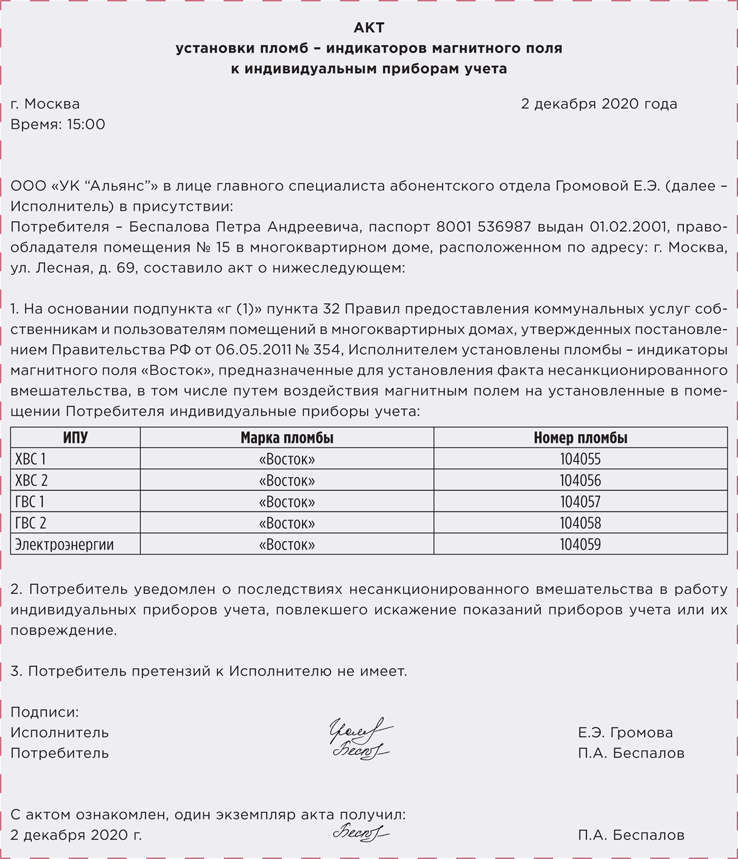 АКТ
установки пломб – индикаторов магнитного поля
к индивидуальным приборам учета
г. Москва 2 декабря 2020 года
Время: 15:00
ООО «УК “Альянс”» в лице главного специалиста абонентского отдела Громовой Е.Э. (далее –
Исполнитель) в присутствии:
Потребителя – Беспалова Петра Андреевича, паспорт 8001 536987 выдан 01.02.2001, право-
обладателя помещения № 15 в многоквартирном доме, расположенном по адресу: г. Москва,
ул. Лесная, д. 69, составило акт о нижеследующем:
1. На основании подпункта «г (1)» пункта 32 Правил предоставления коммунальных услуг соб-
ственникам и пользователям помещений в многоквартирных домах, утвержденных постановле-
нием Правительства РФ от 06.05.2011 № 354, Исполнителем установлены пломбы – индикаторы
магнитного поля «Восток», предназначенные для установления факта несанкционированного
вмешательства, в том числе путем воздействия магнитным полем на установленные в поме-
щении Потребителя индивидуальные приборы учета:
ИПУ Марка пломбы Номер пломбы
ХВС 1 «Восток» 104055
ХВС 2 «Восток» 104056
ГВС 1 «Восток» 104057
ГВС 2 «Восток» 104058
Электроэнергии «Восток» 104059
2. Потребитель уведомлен о последствиях несанкционированного вмешательства в работу
индивидуальных приборов учета, повлекшего искажение показаний приборов учета или их
повреждение.
3. Потребитель претензий к Исполнителю не имеет.
Подписи:
Исполнитель Е.Э. Громова
Потребитель П.А. Беспалов
С актом ознакомлен, один экземпляр акта получил:
2 декабря 2020 г. П.А. Беспалов